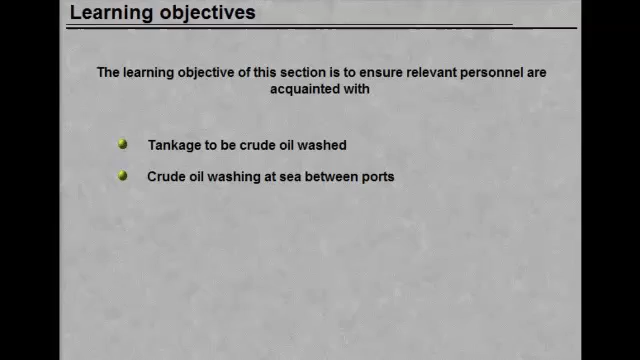 Learning objectives
The learning objective of this section is to ensure relevant personnel are
acquainted with
Tankage to be crude oil washed
Crude oil washing at sea between ports